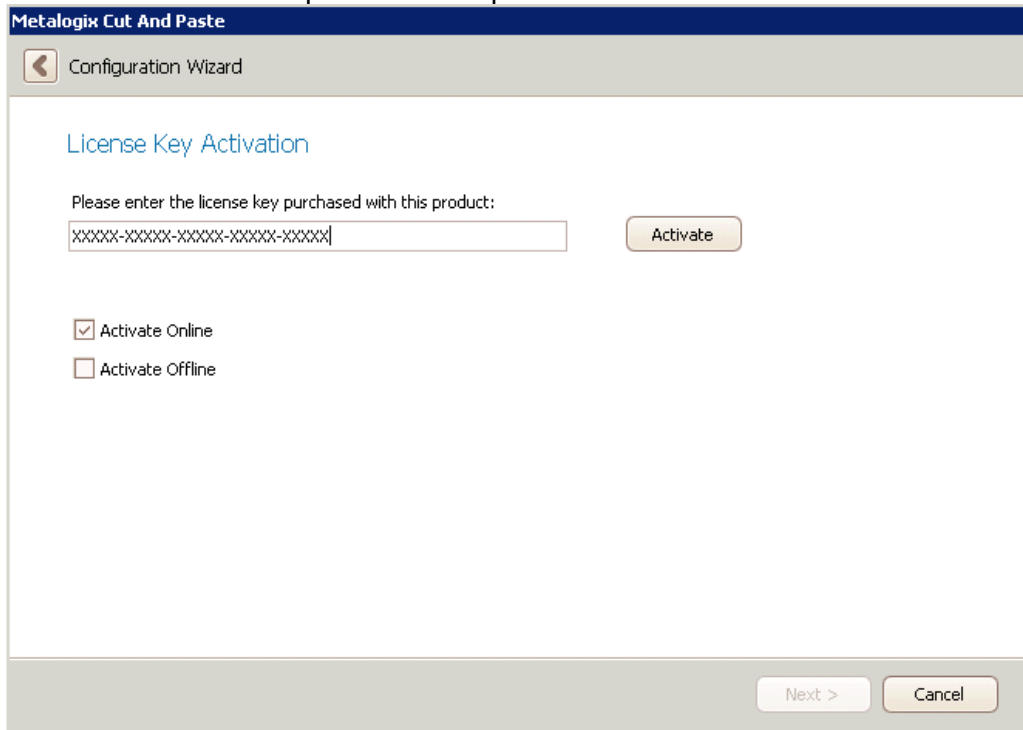 Metalogix Cut And Paste
Configuration Wizard
License Key Activation
Please enter the license key purchased with this product:
XXXXX-XXXXX-XXXXX-XXXXX-XXXXX
Activate
Activate Online
Activate Offline
Next >
Cancel